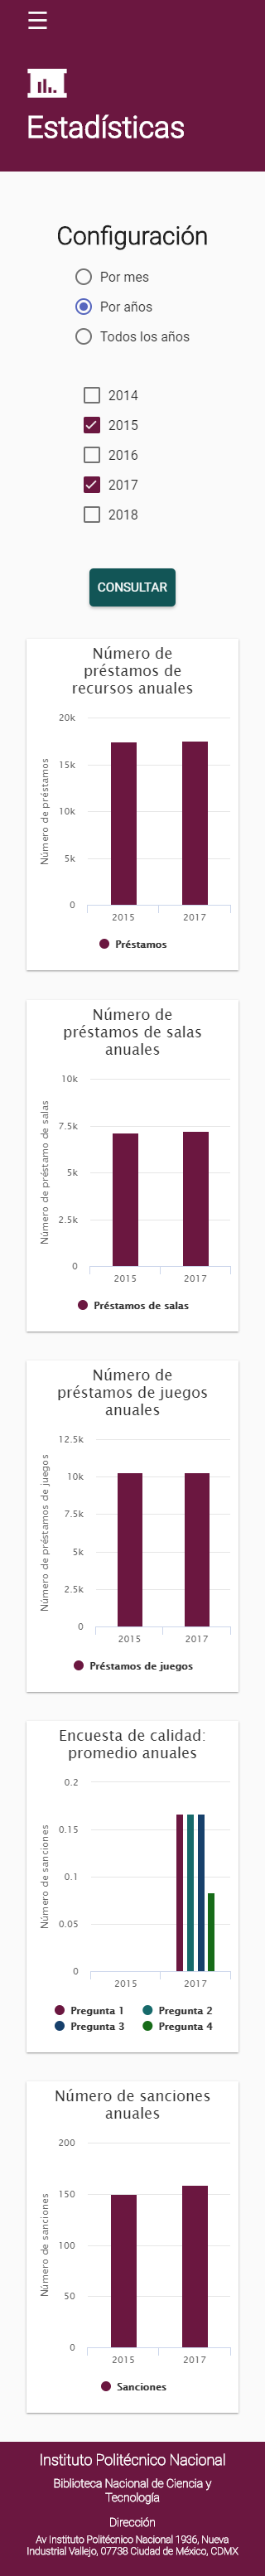 Estadísticas
Configuración
Por mes
Por años
Todos los años
2014
2015
2016
2017
2018
CONSULTAR
Número de
préstamos de
recursos anuales
Número de préstamos
20k
15k
10k
5k
0
2015
2017
Préstamos
Número de
préstamos de salas
anuales
Número de préstamo de salas
10k
7.5k
5k
2.5k
0
2015
2017
Préstamos de salas
Número de
préstamos de juegos
anuales
Número de préstamos de juegos
12.5k
10k
7.5k
5k
2.5k
0
2015
2017
Préstamos de juegos
Encuesta de calidad:
promedio anuales
Número de sanciones
0.2
0.15
0.1
0.05
0
2015
2017
Pregunta 1
Pregunta 2
Pregunta 3
Pregunta 4
Número de sanciones
anuales
Número de sanciones
200
150
100
50
0
2015
2017
Sanciones
Instituto Politécnico Nacional
Biblioteca Nacional de Ciencia y
Tecnología
Dirección
Av Instituto Politécnico Nacional 1936, Nueva
Industrial Vallejo, 07738 Ciudad de México, CDMX